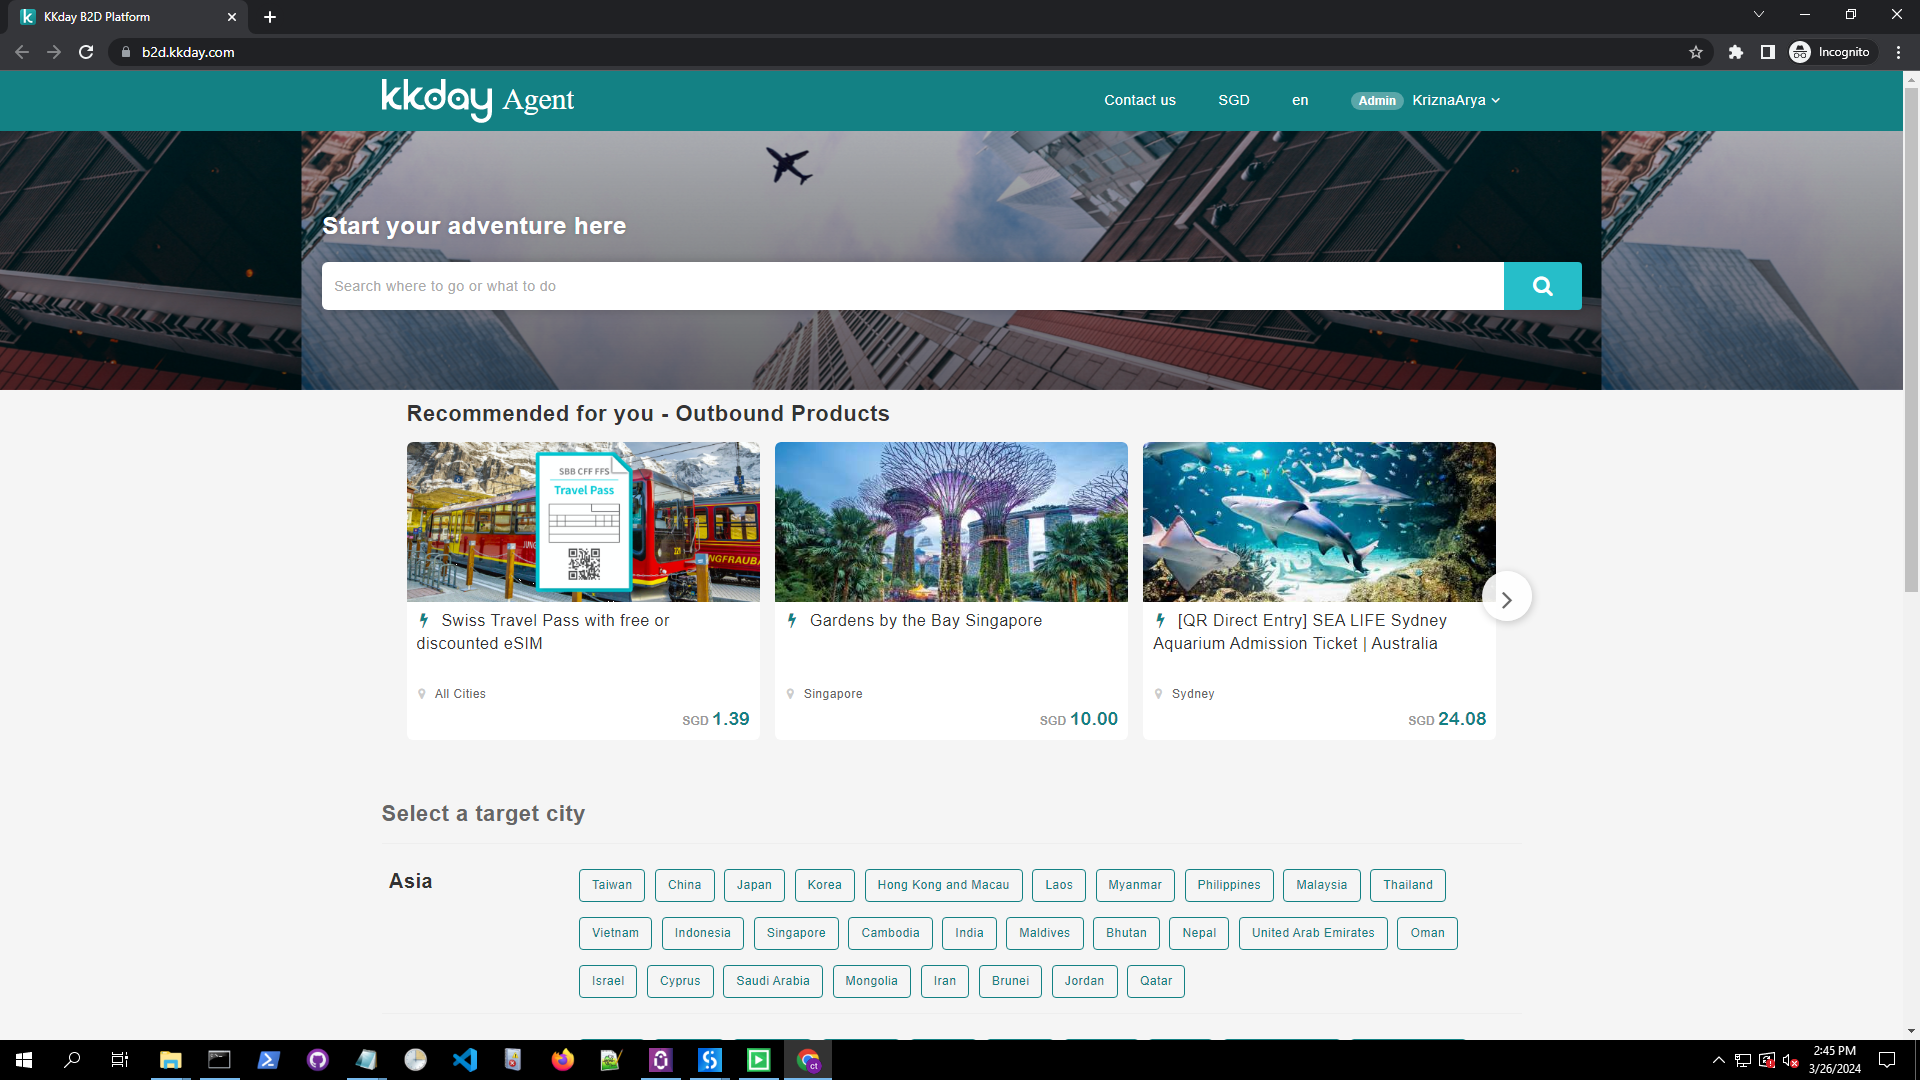 KKday B2D Platform
b2d.kkday.com
Incognito
kkday Agent
Contact us
SGD
en
Admin
KriznaArya
Start your adventure here
Search where to go or what to do
Recommended for you - Outbound Products
SBB CFF FFS
Travel Pass
Swiss Travel Pass with free or
discounted eSIM
All Cities
SGD 1.39
Gardens by the Bay Singapore
Singapore
SGD 10.00
[QR Direct Entry] SEA LIFE Sydney
Aquarium Admission Ticket | Australia
Sydney
SGD 24.08
Select a target city
Asia
Taiwan
China
Japan
Korea
Hong Kong and Macau
Laos
Myanmar
Philippines
Malaysia
Thailand
Vietnam
Indonesia
Singapore
Cambodia
India
Maldives
Bhutan
Nepal
United Arab Emirates
Oman
Israel
Cyprus
Saudi Arabia
Mongolia
Iran
Brunei
Jordan
Qatar
2:45 PM
3/26/2024